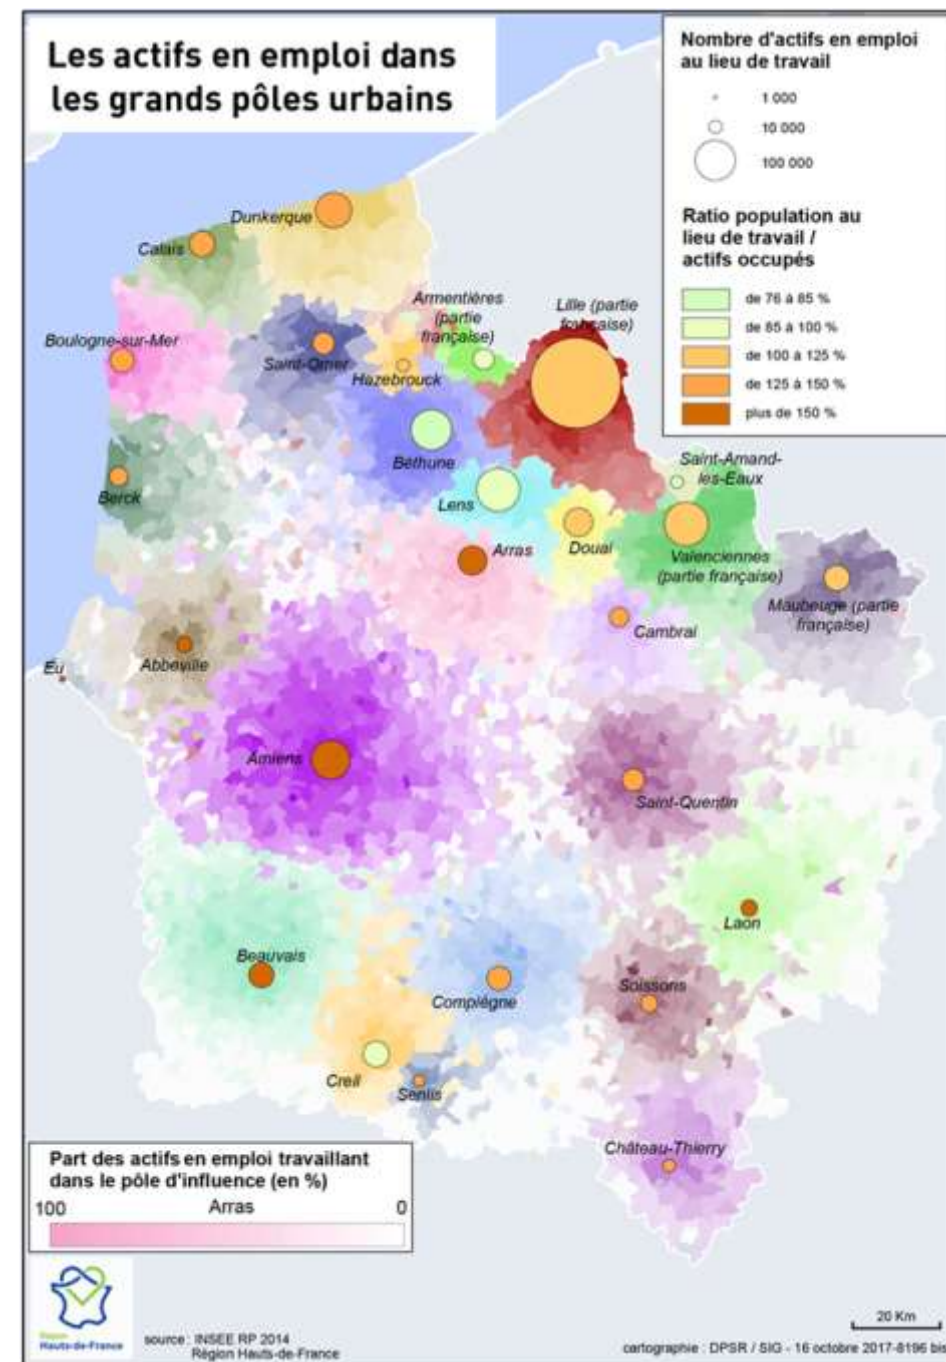 Les actifs en emploi dans
les grands pôles urbains
Nombre d'actifs en emploi
au lieu de travail
1 000
10 000
100 000
Ratio population au
lieu de travail /
actifs occupés
de 76 à 85 %
de 85 à 100 %
de 100 à 125 %
de 125 à 150 %
plus de 150 %
Dunkerque
Calais
Armentières
(partie
française)
Lille (partie
française)
Boulogne-sur-Mer
Saint-Omer
Hazebrouck
Béthune
Saint-Amand-
les-Eaux
Berck
Lens
Arras
Douai
Valenciennes
(partie française)
Maubeuge (partie
française)
Cambrai
Eu
Abbeville
Amiens
Saint-Quentin
Laon
Beauvais
Compiégne
Soissons
Creil
Senlis
Château-Thierry
Part des actifs en emploi travaillant
dans le pôle d'influence (en %)
100 Arras 0
Région
Hauts-de-France
source : INSEE RP 2014
Région Hauts-de-France
20 Km
cartographie : DPSR / SIG - 16 octobre 2017-8196 bis